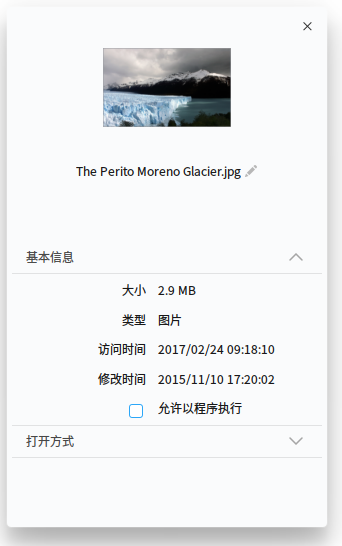 The Perito Moreno Glacier.jpg
基本信息
大小 2.9 MB
类型 图片
访问时间 2017/02/24 09:18:10
修改时间 2015/11/10 17:20:02
允许以程序执行
打开方式